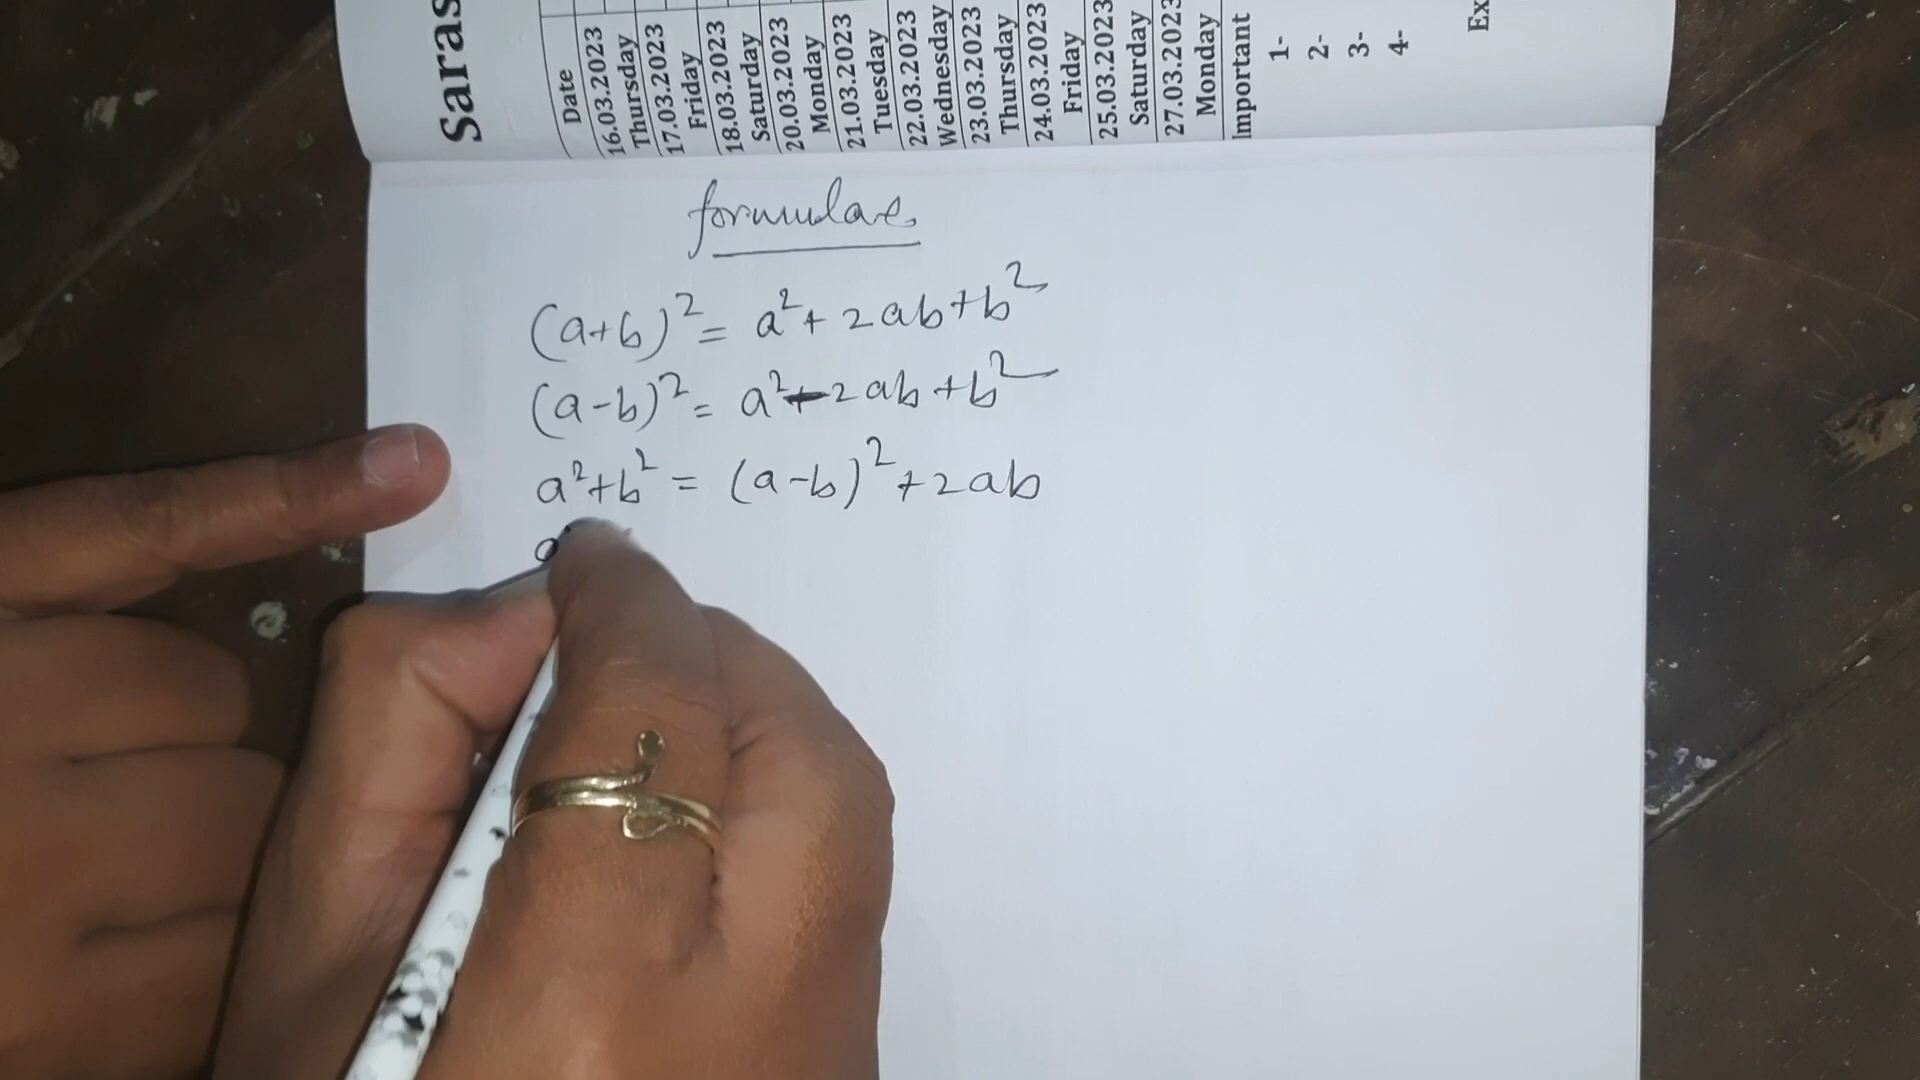 Saras
Date
16.03.2023
Thursday
17.03.2023
Friday
18.03.2023
Saturday
20.03.2023
Monday
21.03.2023
Tuesday
22.03.2023
Wednesday
23.03.2023
Thursday
24.03.2023
Friday
25.03.2023
Saturday
27.03.2023
Monday
Important
1-
2-
3-
4-
Ex
formulae
(a+b)²= a²+2ab+b²
(a-b)²= a²-2ab+b²
a²+b² = (a-b)²+2ab
a